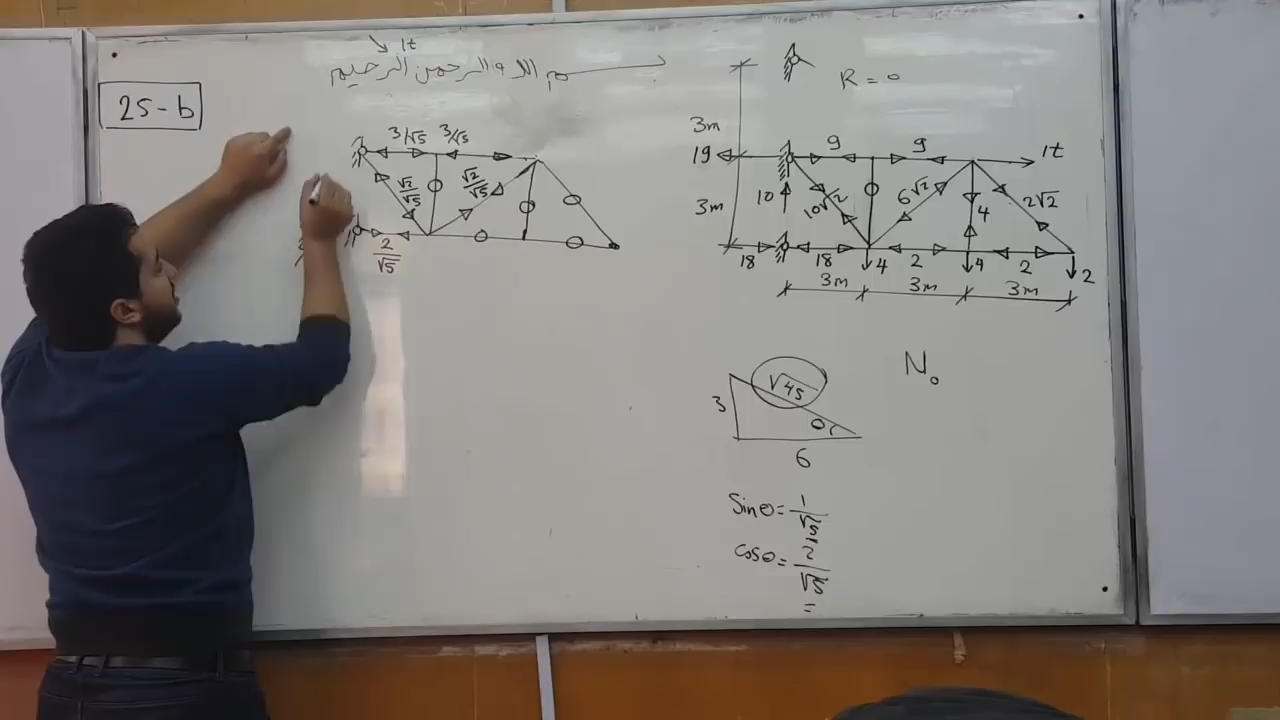 1t
بسم الله الرحمن الرحيم
25-b
3/√5 3/√5
√2/√5 √2/√5
2/√5
R = 0
3m
19 9 9 1t
3m 10 10√2 6√2 4 2√2
18 18 4 2 4 2 2
3m 3m 3m
N₀
3 √45 θ
6
Sinθ = 1/√5
cosθ = 2/√5
=